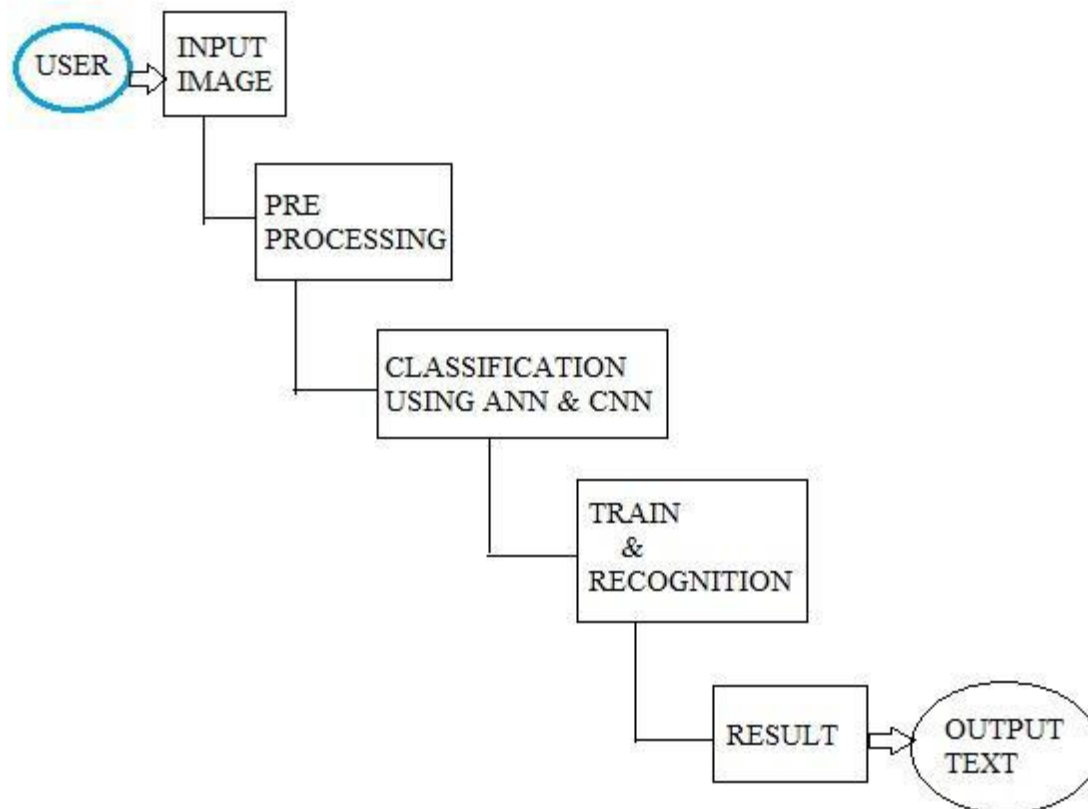 USER
INPUT
IMAGE
PRE
PROCESSING
CLASSIFICATION
USING ANN & CNN
TRAIN
&
RECOGNITION
RESULT
OUTPUT
TEXT